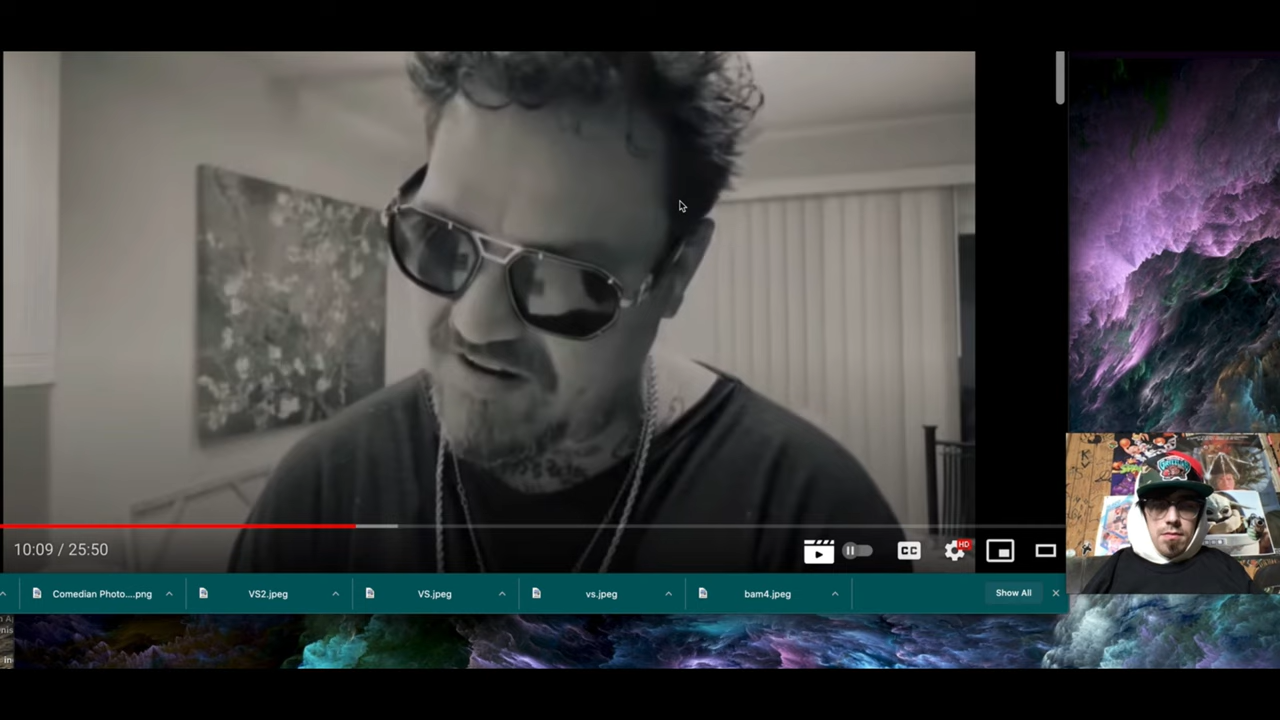 10:09 / 25:50
CC
HD
Comedian Photo....png
VS2.jpeg
VS.jpeg
vs.jpeg
bam4.jpeg
Show All
in